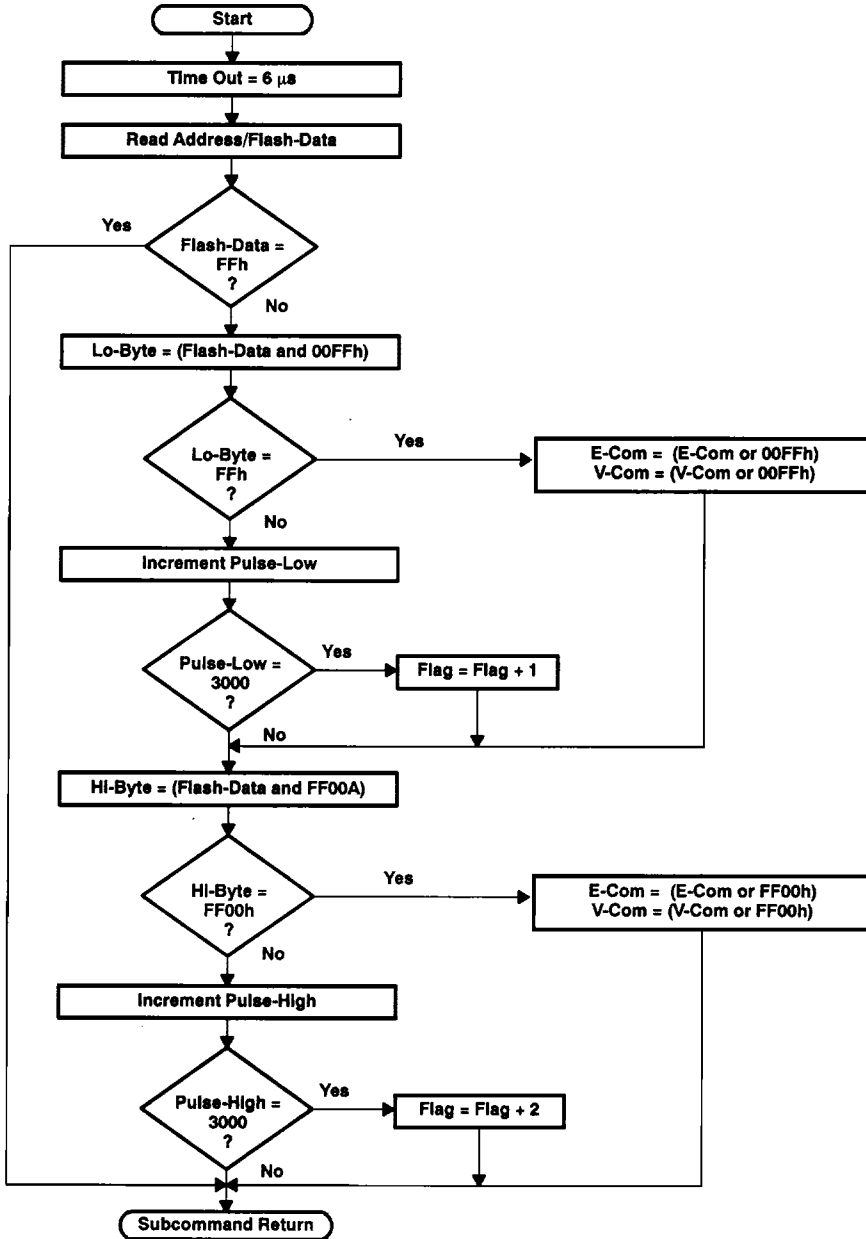 Start
Time Out = 6 µs
Read Address/Flash-Data
Yes
Flash-Data =
FFh
?
No
Lo-Byte = (Flash-Data and 00FFh)
Lo-Byte =
FFh
?
Yes
E-Com = (E-Com or 00FFh)
V-Com = (V-Com or 00FFh)
No
Increment Pulse-Low
Pulse-Low =
3000
?
Yes
Flag = Flag + 1
No
Hi-Byte = (Flash-Data and FF00A)
Hi-Byte =
FF00h
?
Yes
E-Com = (E-Com or FF00h)
V-Com = (V-Com or FF00h)
No
Increment Pulse-High
Pulse-High =
3000
?
Yes
Flag = Flag + 2
No
Subcommand Return